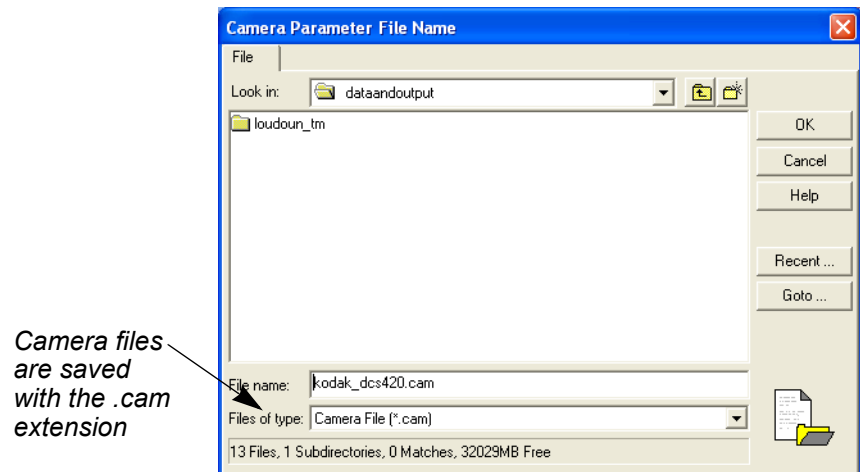 Camera Parameter File Name
File
Look in: dataandoutput
loudoun_tm
OK
Cancel
Help
Recent ...
Goto ...
Camera files
are saved
with the .cam
extension
File name: kodak_dcs420.cam
Files of type: Camera File (*.cam)
13 Files, 1 Subdirectories, 0 Matches, 32029MB Free